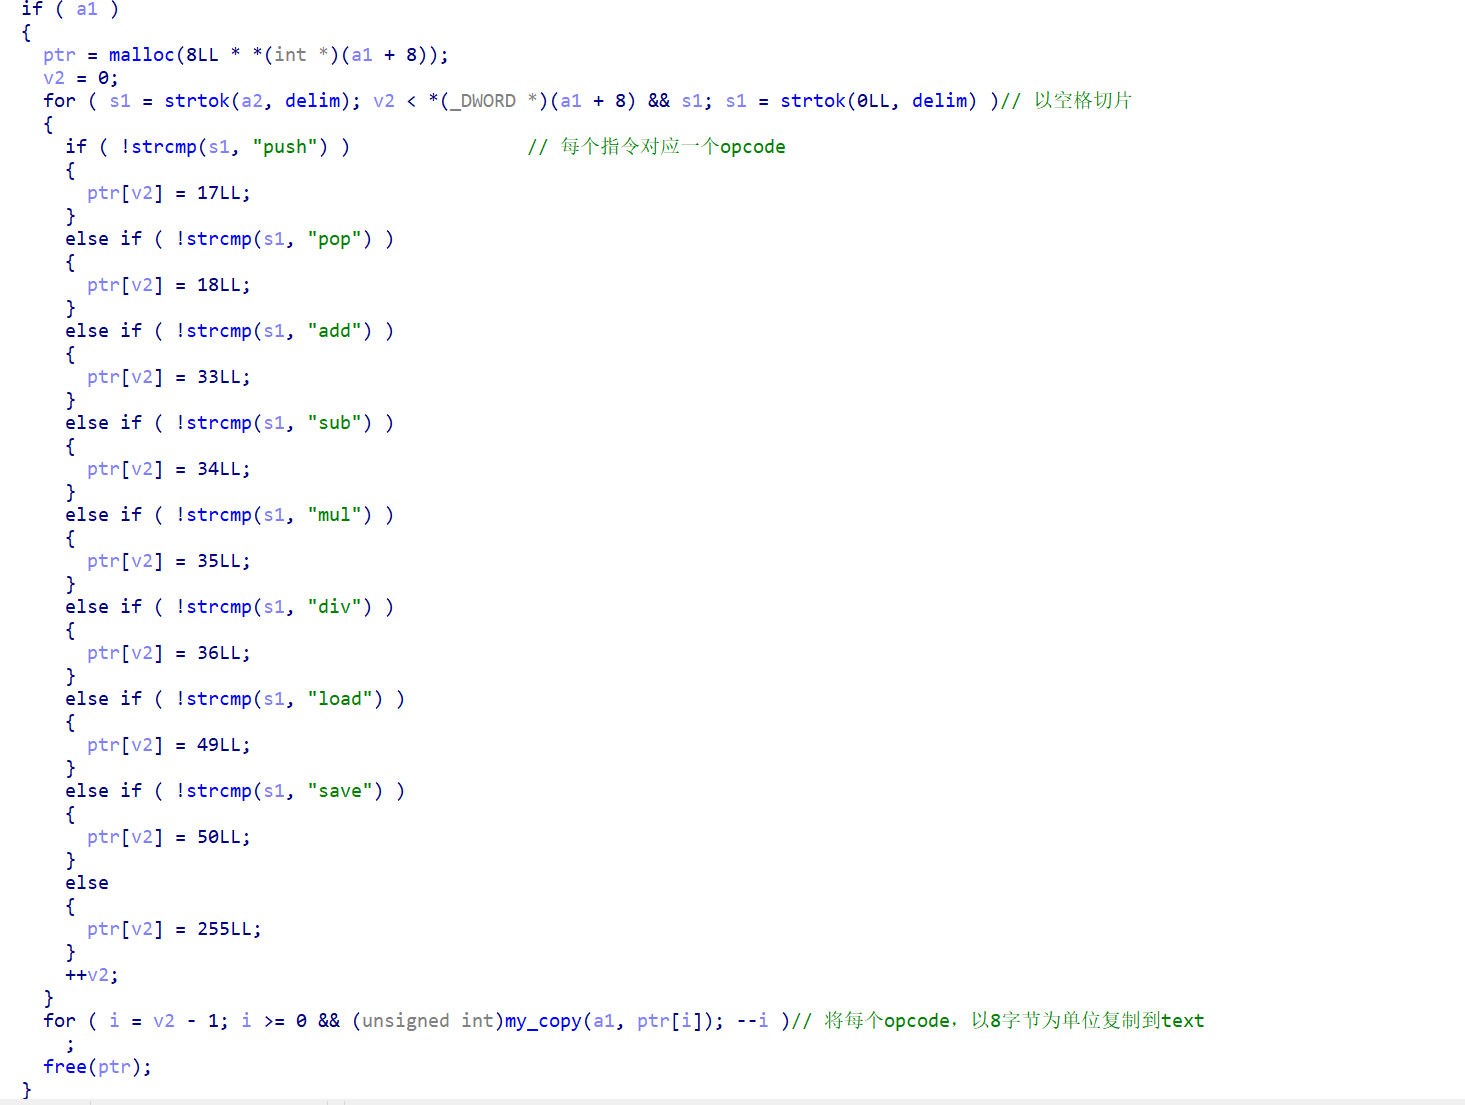 if ( a1 )
{
ptr = malloc(8LL * *(int *)(a1 + 8));
v2 = 0;
for ( s1 = strtok(a2, delim); v2 < *(_DWORD *)(a1 + 8) && s1; s1 = strtok(0LL, delim) )// 以空格切片
{
if ( !strcmp(s1, "push") ) // 每个指令对应一个opcode
{
ptr[v2] = 17LL;
}
else if ( !strcmp(s1, "pop") )
{
ptr[v2] = 18LL;
}
else if ( !strcmp(s1, "add") )
{
ptr[v2] = 33LL;
}
else if ( !strcmp(s1, "sub") )
{
ptr[v2] = 34LL;
}
else if ( !strcmp(s1, "mul") )
{
ptr[v2] = 35LL;
}
else if ( !strcmp(s1, "div") )
{
ptr[v2] = 36LL;
}
else if ( !strcmp(s1, "load") )
{
ptr[v2] = 49LL;
}
else if ( !strcmp(s1, "save") )
{
ptr[v2] = 50LL;
}
else
{
ptr[v2] = 255LL;
}
++v2;
}
for ( i = v2 - 1; i >= 0 && (unsigned int)my_copy(a1, ptr[i]); --i )// 将每个opcode，以8字节为单位复制到text
;
free(ptr);
}